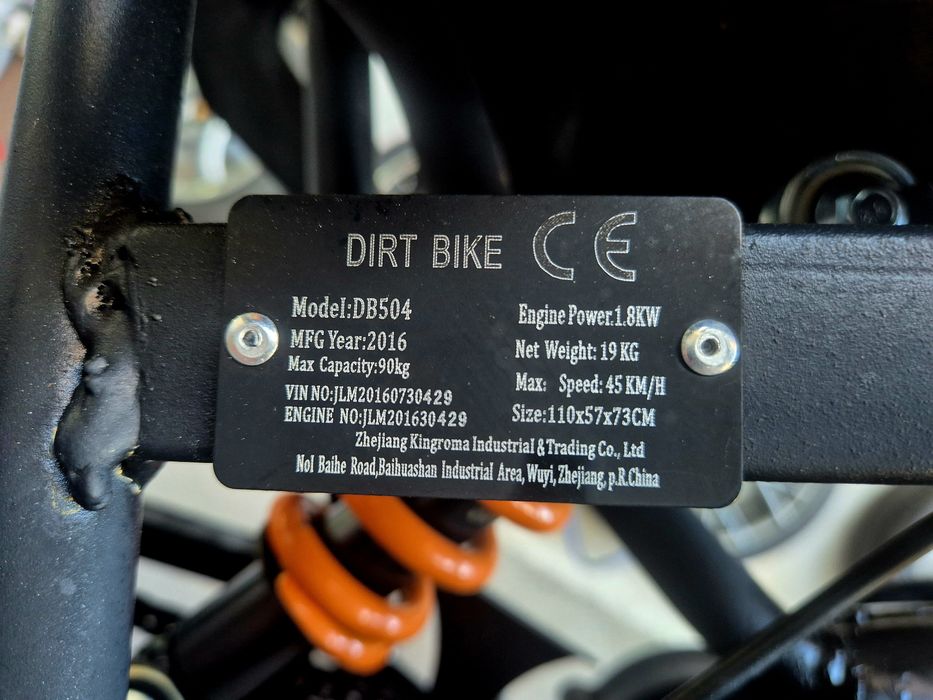 DIRT BIKE CE
Model:DB504
MFG Year:2016
Max Capacity:90kg
VIN NO:JLM20160730429
ENGINE NO:JLM201630429
Engine Power:1.8KW
Net Weight: 19 KG
Max: Speed: 45 KM/H
Size:110x57x73CM
Zhejiang Kingroma Industrial & Trading Co., Ltd
No1 Baihe Road,Baihuashan Industrial Area, Wuyi, Zhejiang, p.R.China